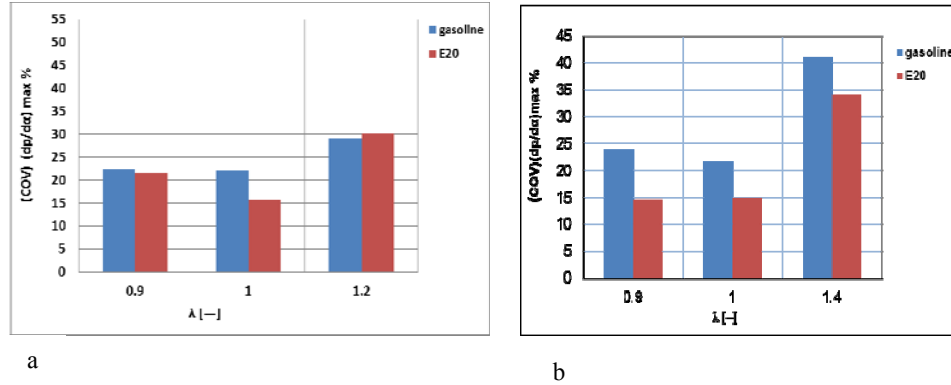 55
50
45
40
35
30
25
20
15
10
5
0
(COV) (dp/dα) max %
0.9 1 1.2
λ [—]
gasoline
E20
a
45
40
35
30
25
20
15
10
5
0
(COV)(dp/dα)max %
0.9 1 1.4
λ [-]
gasoline
E20
b